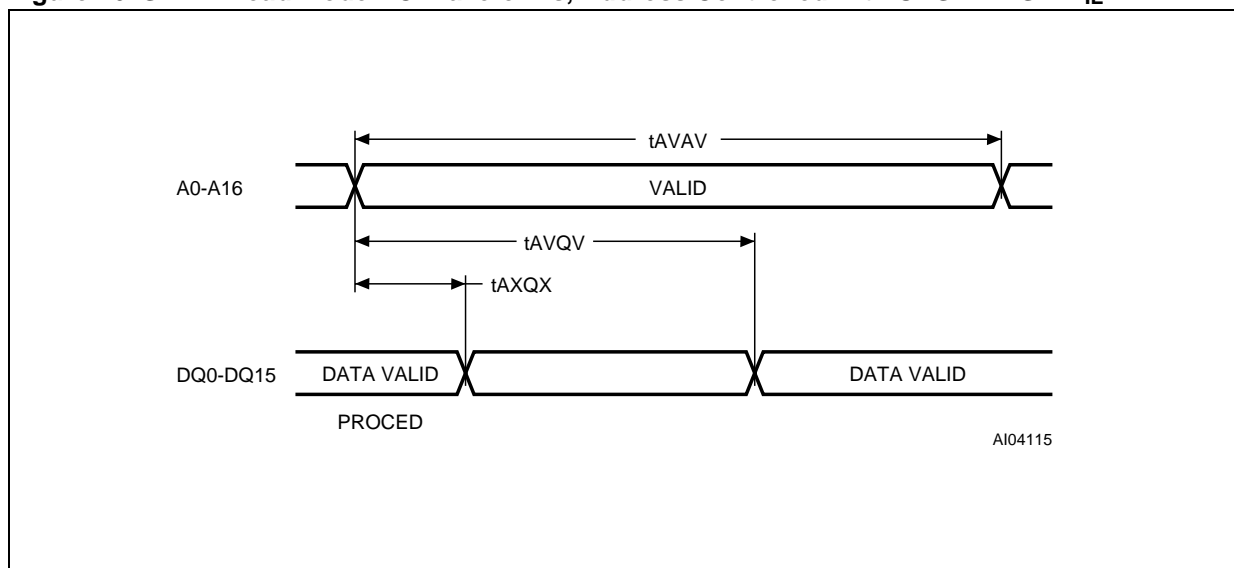 tAVAV
A0-A16
VALID
tAVQV
tAXQX
DQ0-DQ15
DATA VALID
DATA VALID
PROCED
AI04115